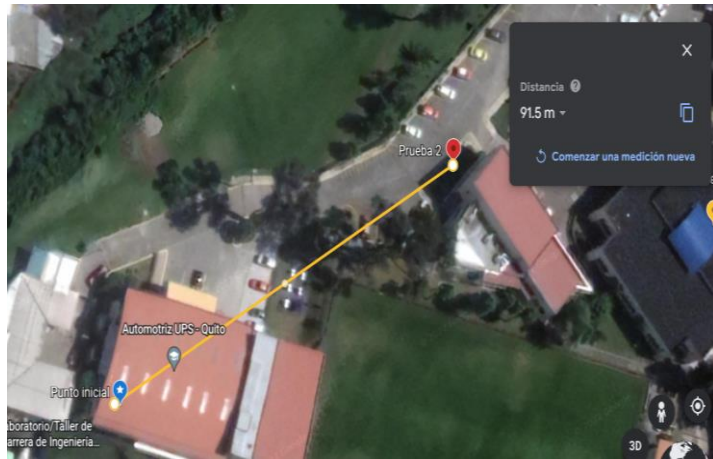 Distancia
91.5 m
Comenzar una medición nueva
Prueba 2
Automotriz UPS - Quito
Punto inicial
aboratorio/Taller de
arrera de Ingeniería...
3D